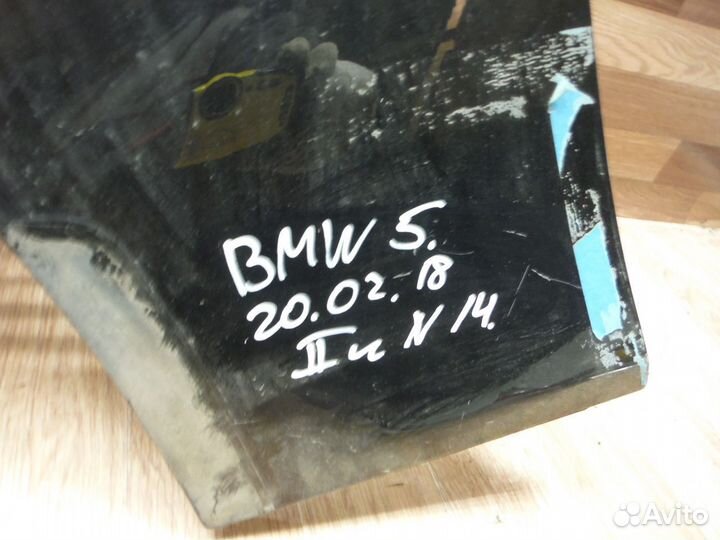 BMW 5.
20.02.18
II и N 14.
Avito